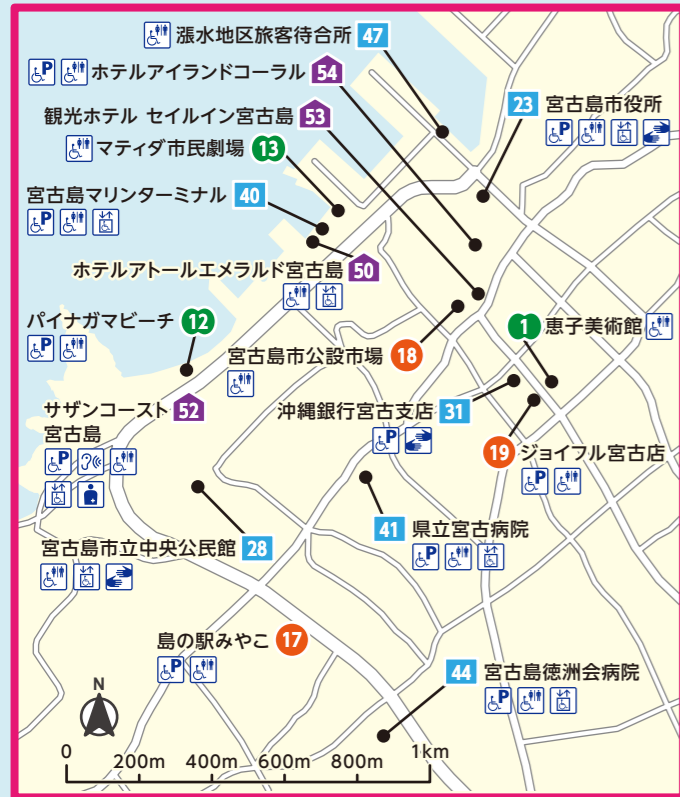 漲水地区旅客待合所 47
P ホテルアイランドコーラル 54
観光ホテル セイルイン宮古島 53
マティダ市民劇場 13
23 宮古島市役所
P
宮古島マリンターミナル 40
P
ホテルアトールエメラルド宮古島 50
パイナガマビーチ 12
P
宮古島市公設市場 18
1 恵子美術館
サザンコースト 52
宮古島
P
沖縄銀行宮古支店 31
P
19 ジョイフル宮古店
P
宮古島市立中央公民館 28
41 県立宮古病院
P
島の駅みやこ 17
P
44 宮古島徳洲会病院
P
N
0 200m 400m 600m 800m 1km